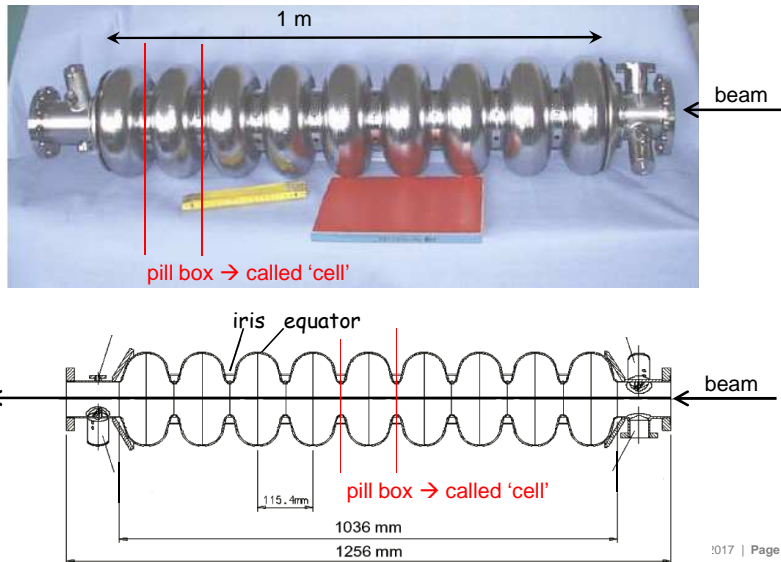 1 m
beam
pill box → called ‘cell’
iris equator
beam
pill box → called ‘cell’
115.4mm
1036 mm
1256 mm
2017 | Page